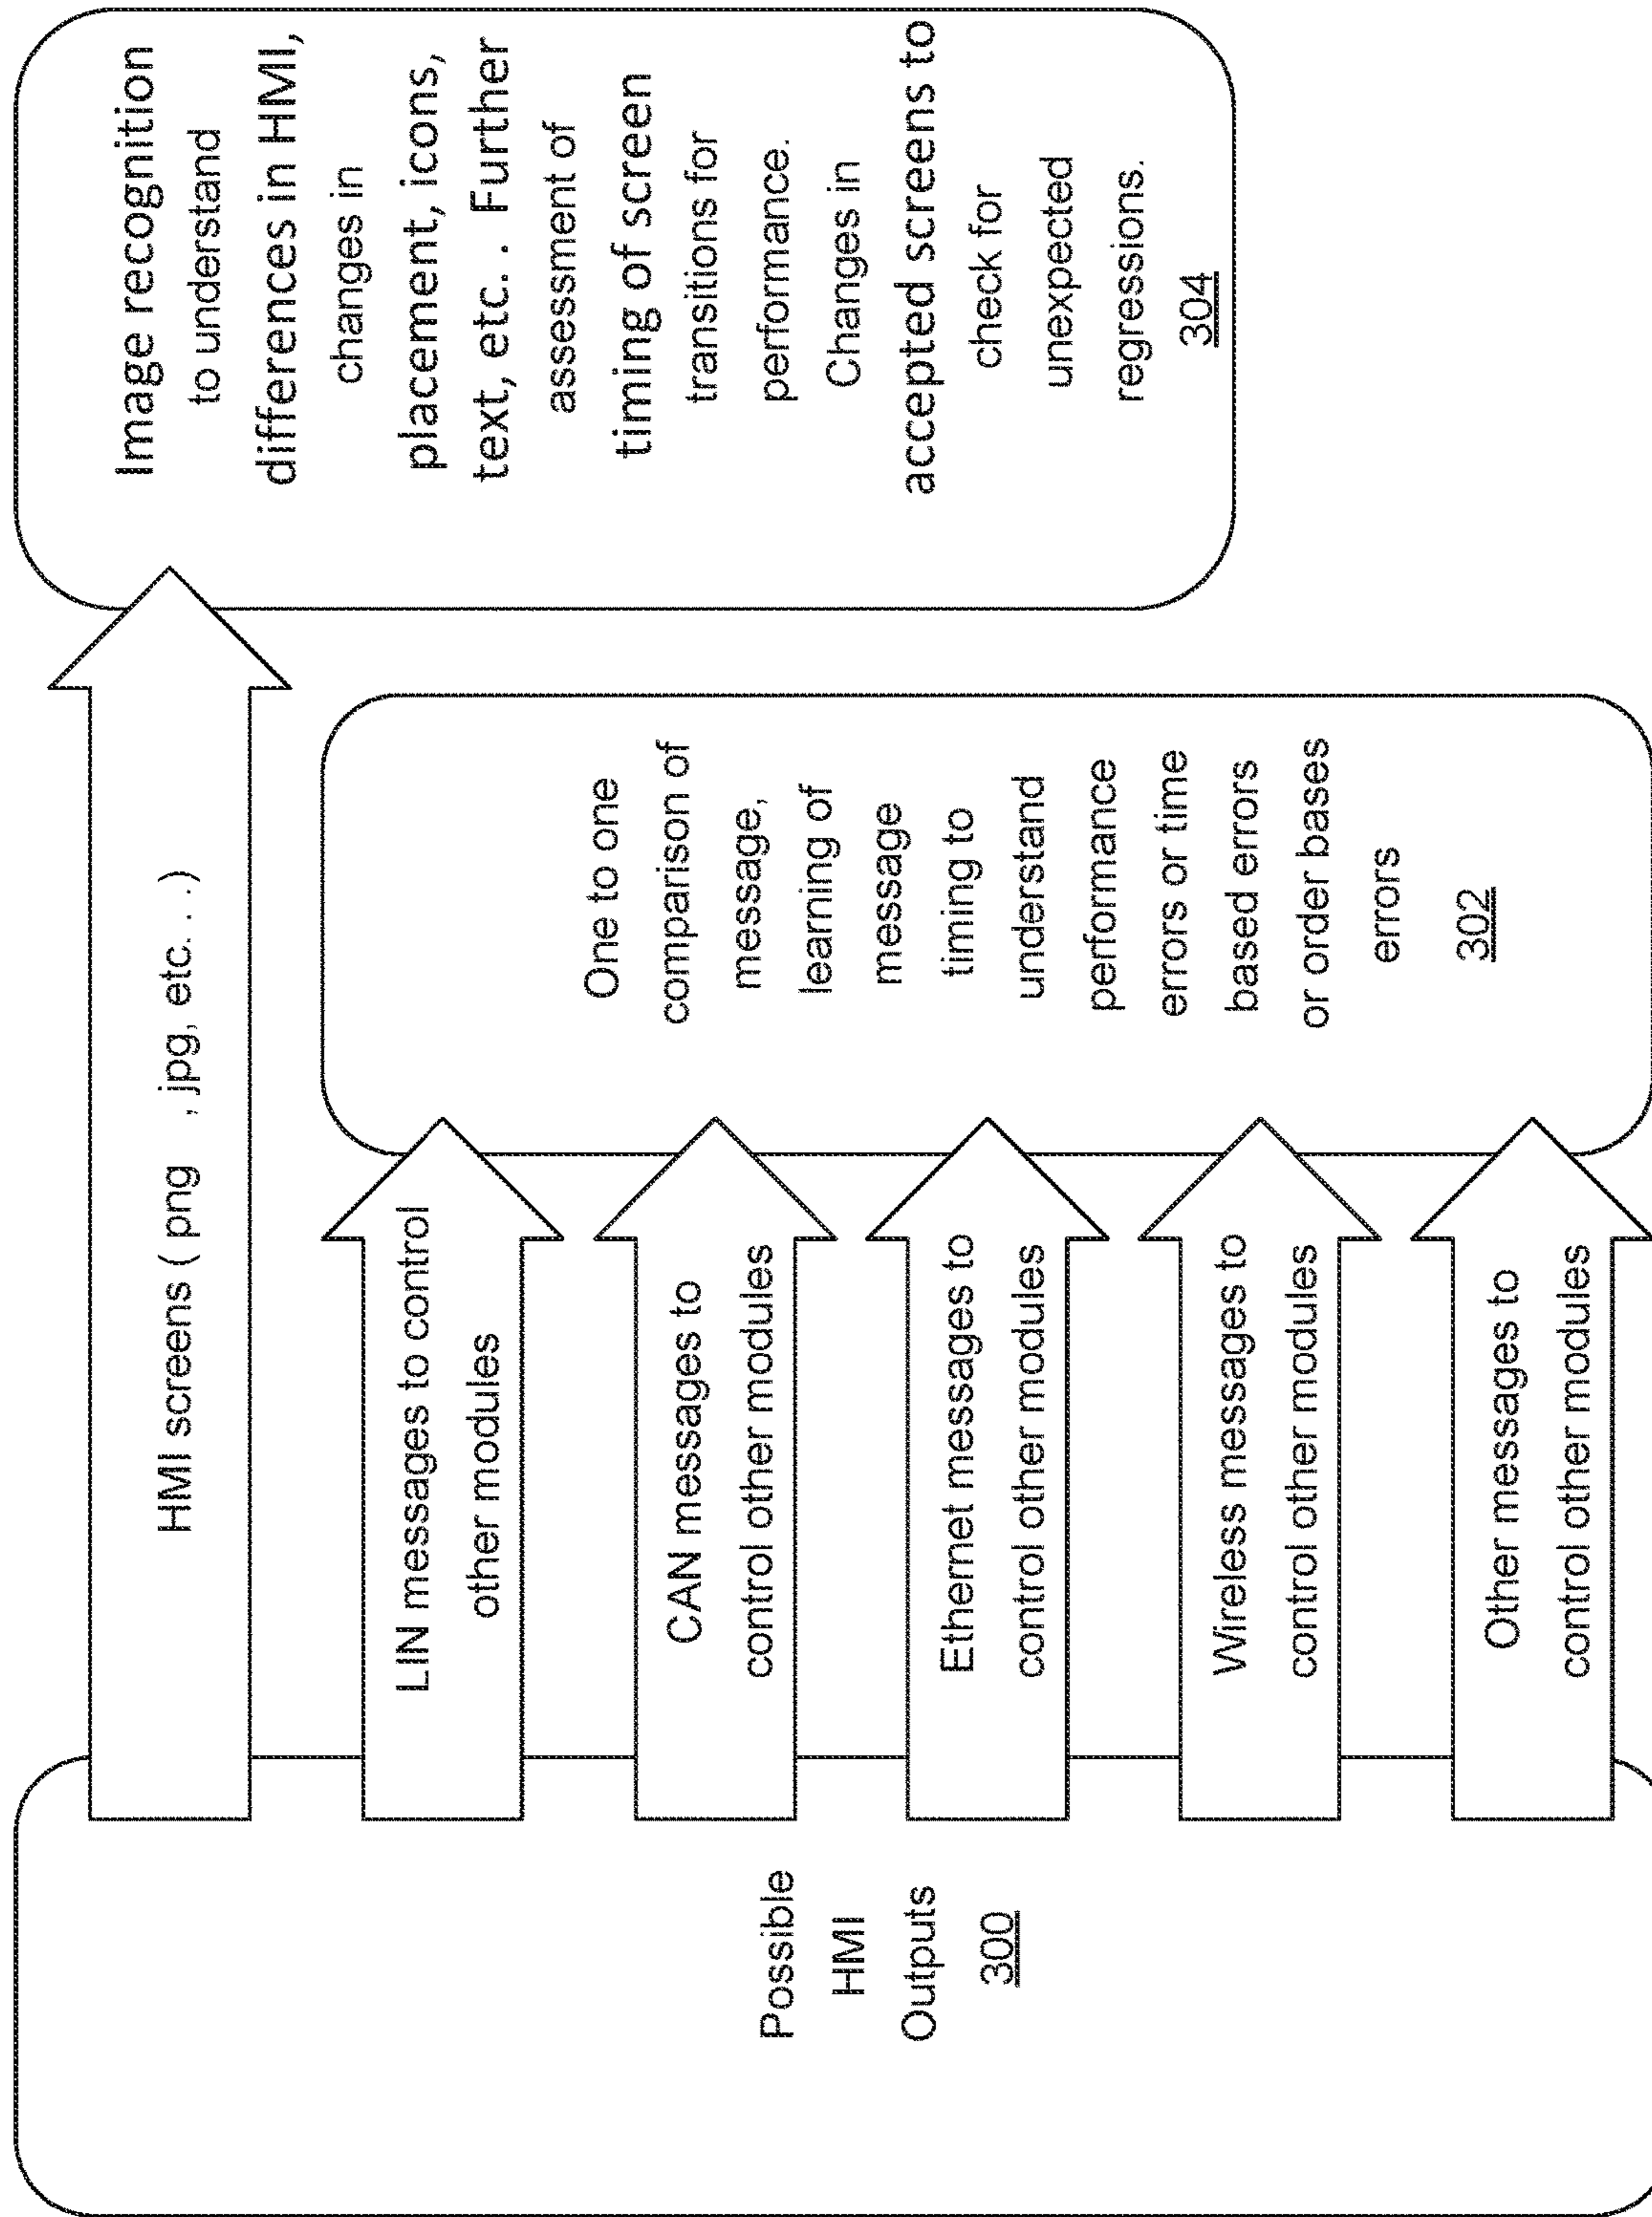 Possible
HMI
Outputs
300
HMI screens ( png , jpg, etc. . .)
LIN messages to control
other modules
CAN messages to
control other modules
Ethernet messages to
control other modules
Wireless messages to
control other modules
Other messages to
control other modules
One to one
comparison of
message,
learning of
message
timing to
understand
performance
errors or time
based errors
or order bases
errors
302
Image recognition
to understand
differences in HMI,
changes in
placement, icons,
text, etc. . Further
assessment of
timing of screen
transitions for
performance.
Changes in
accepted screens to
check for
unexpected
regressions.
304